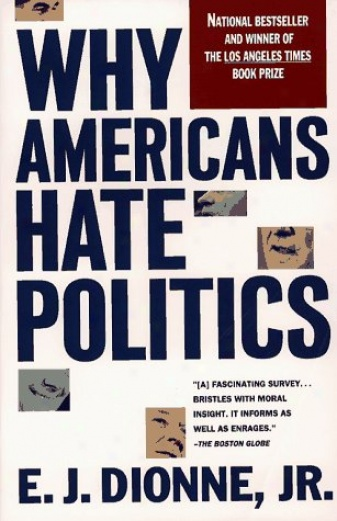 NATIONAL BESTSELLER
AND WINNER OF
THE LOS ANGELES TIMES
BOOK PRIZE
WHY
AMERICANS
HATE
POLITICS
"[A] FASCINATING SURVEY...
BRISTLES WITH MORAL
INSIGHT. IT INFORMS AS
WELL AS ENRAGES."
–THE BOSTON GLOBE
E. J. DIONNE, JR.